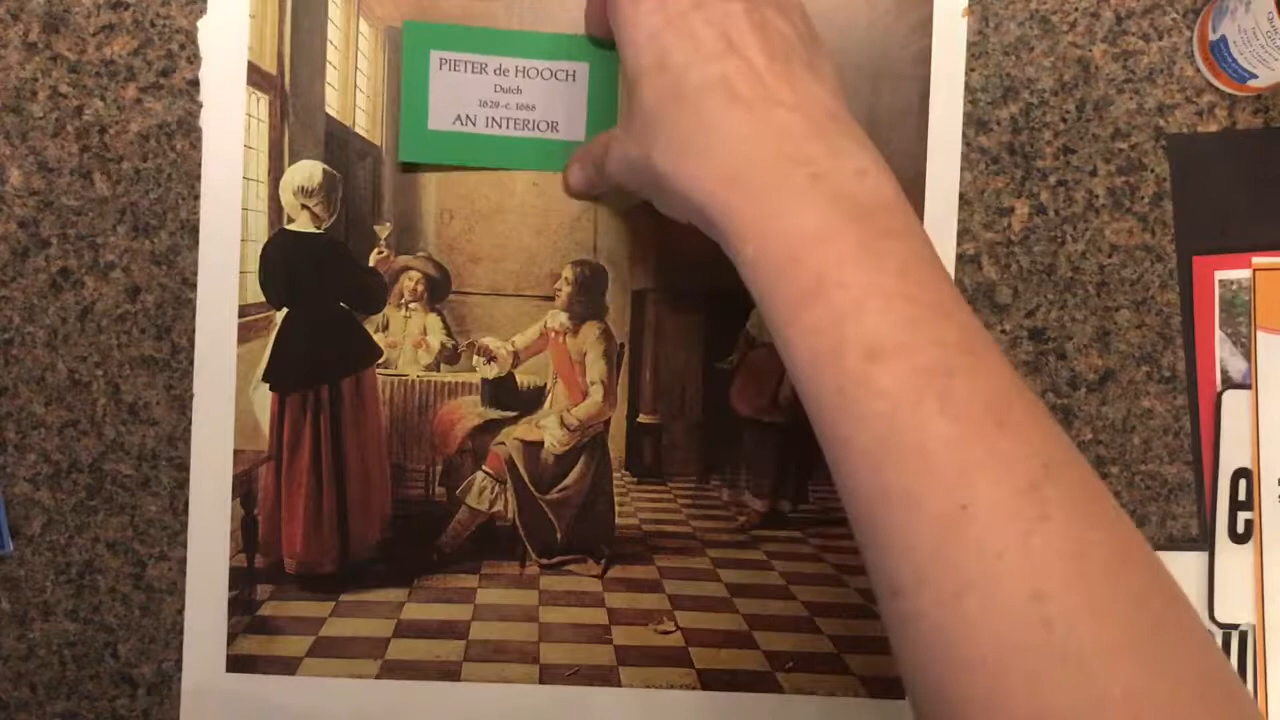 PIETER de HOOCH
Dutch
1629-c. 1688
AN INTERIOR
e